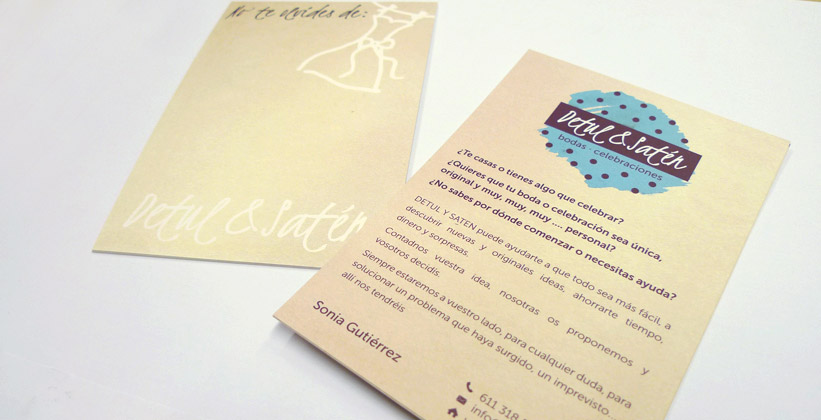 No te olvides de:
Detul & Satén
Detul & Satén
bodas · celebraciones
¿Te casas o tienes algo que celebrar?
¿Quieres que tu boda o celebración sea única,
original y muy, muy, muy .... personal?
¿No sabes por dónde comenzar o necesitas ayuda?
DETUL Y SATEN puede ayudarte a que todo sea más fácil, a
descubrir nuevas y originales ideas, ahorrarte tiempo,
dinero y sorpresas.
Contadnos vuestra idea, nosotras os proponemos y
vosotros decidís.
Siempre estaremos a vuestro lado, para cualquier duda, para
solucionar un problema que haya surgido, un imprevisto...
allí nos tendréis
Sonia Gutiérrez
611 318
info